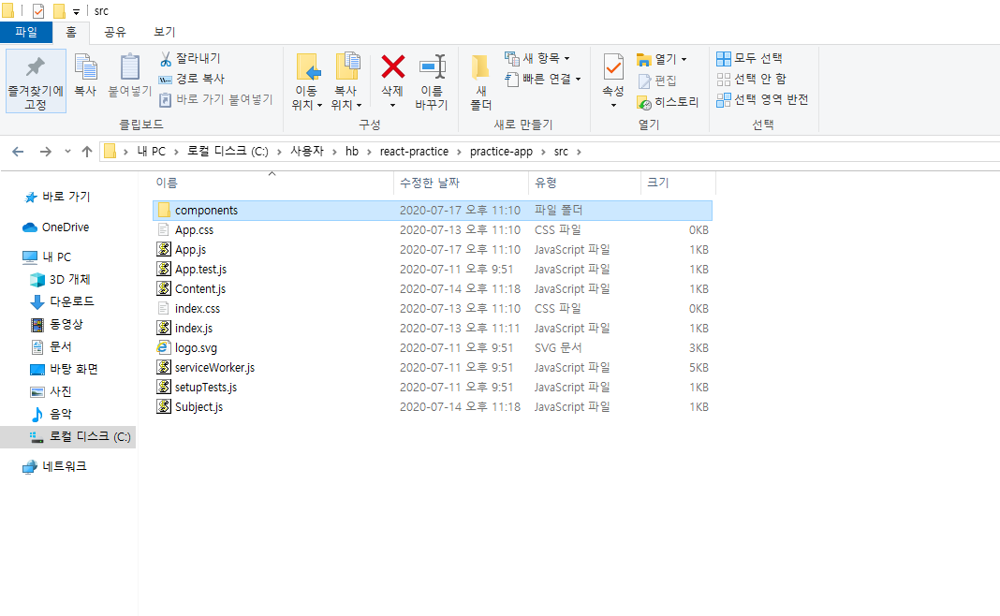 src
파일 홈 공유 보기
즐겨찾기에 고정
복사
붙여넣기
잘라내기
경로 복사
바로 가기 붙여넣기
클립보드
이동 위치
복사 위치
삭제
이름 바꾸기
구성
새 폴더
새 항목
빠른 연결
새로 만들기
속성
열기
편집
히스토리
열기
모두 선택
선택 안 함
선택 영역 반전
선택
내 PC > 로컬 디스크 (C:) > 사용자 > hb > react-practice > practice-app > src >
바로 가기
OneDrive
내 PC
3D 개체
다운로드
동영상
문서
바탕 화면
사진
음악
로컬 디스크 (C:)
네트워크
이름 수정한 날짜 유형 크기
components 2020-07-17 오후 11:10 파일 폴더
App.css 2020-07-13 오후 11:10 CSS 파일 0KB
App.js 2020-07-17 오후 11:10 JavaScript 파일 1KB
App.test.js 2020-07-11 오후 9:51 JavaScript 파일 1KB
Content.js 2020-07-14 오후 11:18 JavaScript 파일 1KB
index.css 2020-07-13 오후 11:10 CSS 파일 0KB
index.js 2020-07-13 오후 11:11 JavaScript 파일 1KB
logo.svg 2020-07-11 오후 9:51 SVG 문서 3KB
serviceWorker.js 2020-07-11 오후 9:51 JavaScript 파일 5KB
setupTests.js 2020-07-11 오후 9:51 JavaScript 파일 1KB
Subject.js 2020-07-14 오후 11:18 JavaScript 파일 1KB